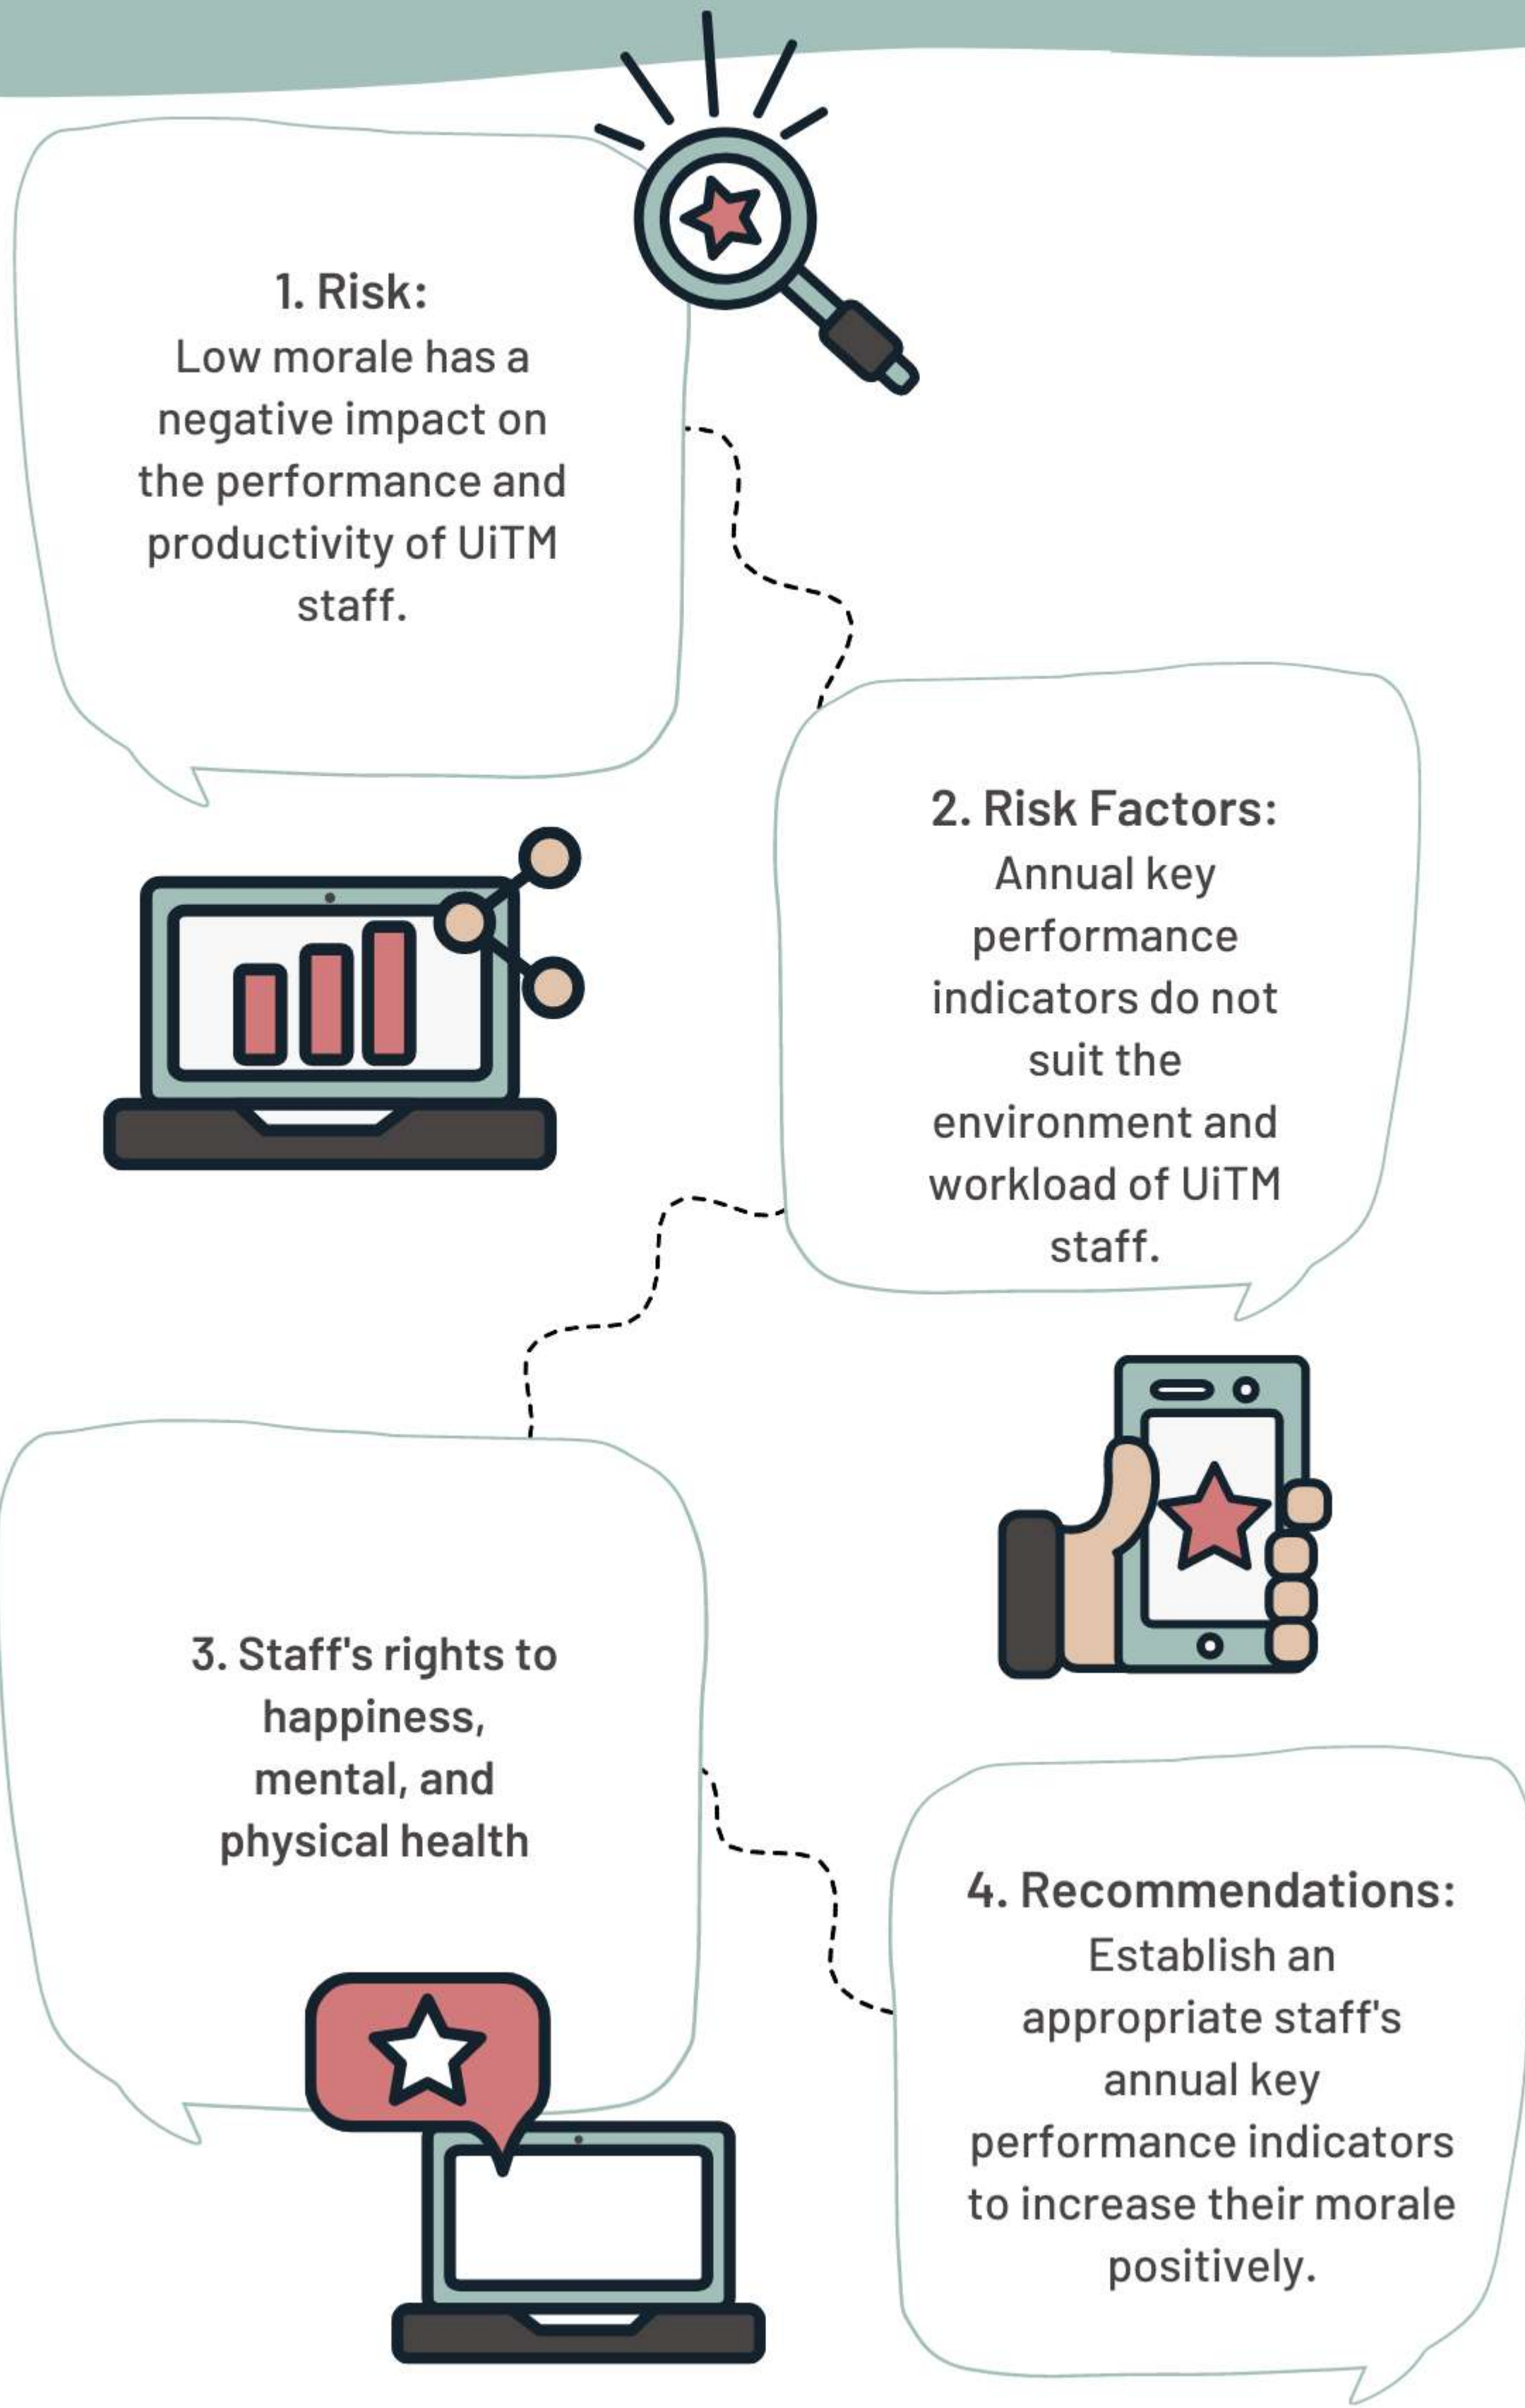 1. Risk:
Low morale has a
negative impact on
the performance and
productivity of UiTM
staff.
2. Risk Factors:
Annual key
performance
indicators do not
suit the
environment and
workload of UiTM
staff.
3. Staff's rights to
happiness,
mental, and
physical health
4. Recommendations:
Establish an
appropriate staff's
annual key
performance indicators
to increase their morale
positively.